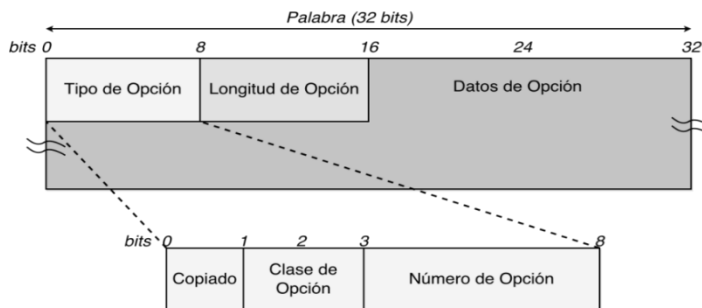 Palabra (32 bits)
bits 0 8 16 24 32
Tipo de Opción Longitud de Opción Datos de Opción
bits 0 1 2 3 8
Copiado Clase de Opción Número de Opción